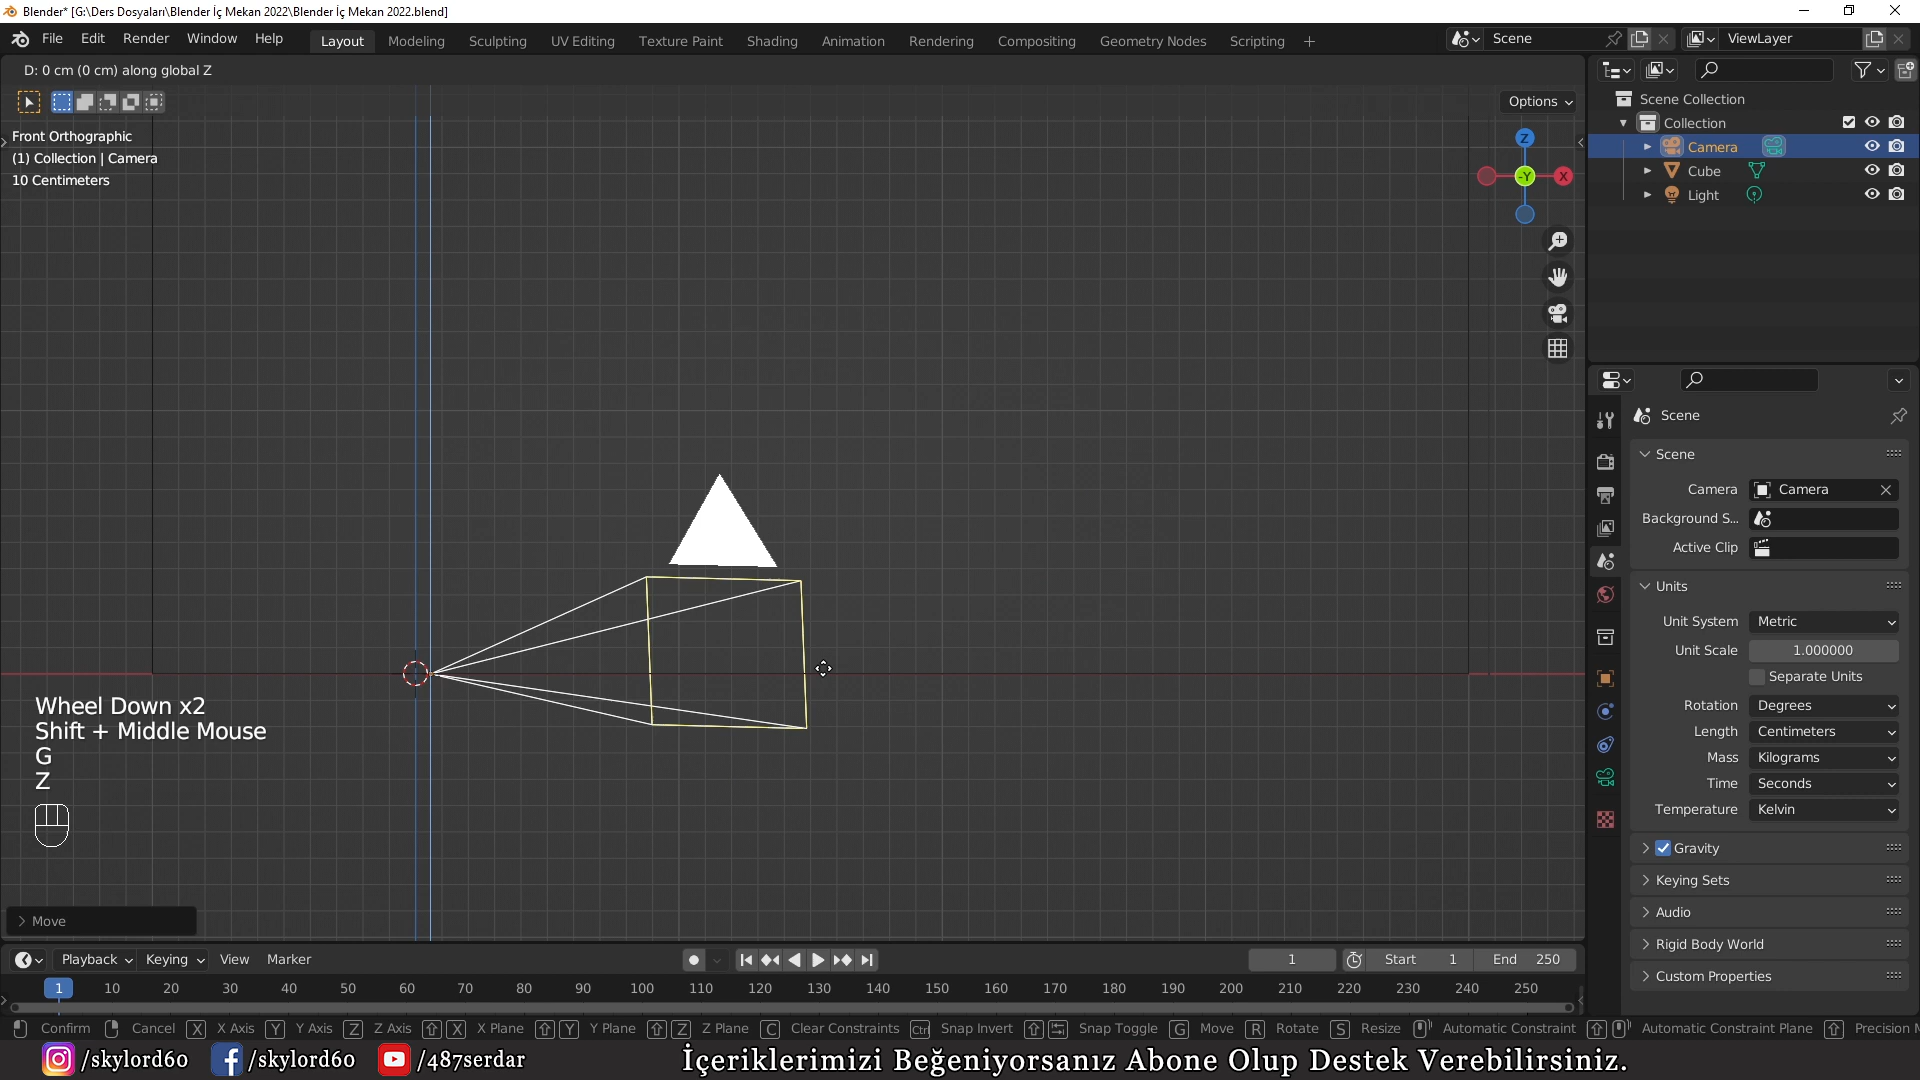 Blender* [G:\Ders Dosyaları\Blender İç Mekan 2022\Blender İç Mekan 2022.blend]
File Edit Render Window Help
Layout Modeling Sculpting UV Editing Texture Paint Shading Animation Rendering Compositing Geometry Nodes Scripting +
Scene
ViewLayer
D: 0 cm (0 cm) along global Z
Options
Front Orthographic
(1) Collection | Camera
10 Centimeters
Z
-Y
X
Scene Collection
Collection
Camera
Cube
Light
Scene
Scene
Camera Camera
Background S...
Active Clip
Units
Unit System Metric
Unit Scale 1.000000
Separate Units
Rotation Degrees
Length Centimeters
Mass Kilograms
Time Seconds
Temperature Kelvin
Gravity
Keying Sets
Audio
Rigid Body World
Custom Properties
Wheel Down x2
Shift + Middle Mouse
G
Z
Move
Playback Keying View Marker
1 Start 1 End 250
1 10 20 30 40 50 60 70 80 90 100 110 120 130 140 150 160 170 180 190 200 210 220 230 240 250
Confirm Cancel X X Axis Y Y Axis Z Z Axis X X Plane Y Y Plane Z Z Plane C Clear Constraints Ctrl Snap Invert Snap Toggle G Move R Rotate S Resize Automatic Constraint Automatic Constraint Plane Precision M
/skylord60 /skylord60 /487serdar İçeriklerimizi Beğeniyorsanız Abone Olup Destek Verebilirsiniz.